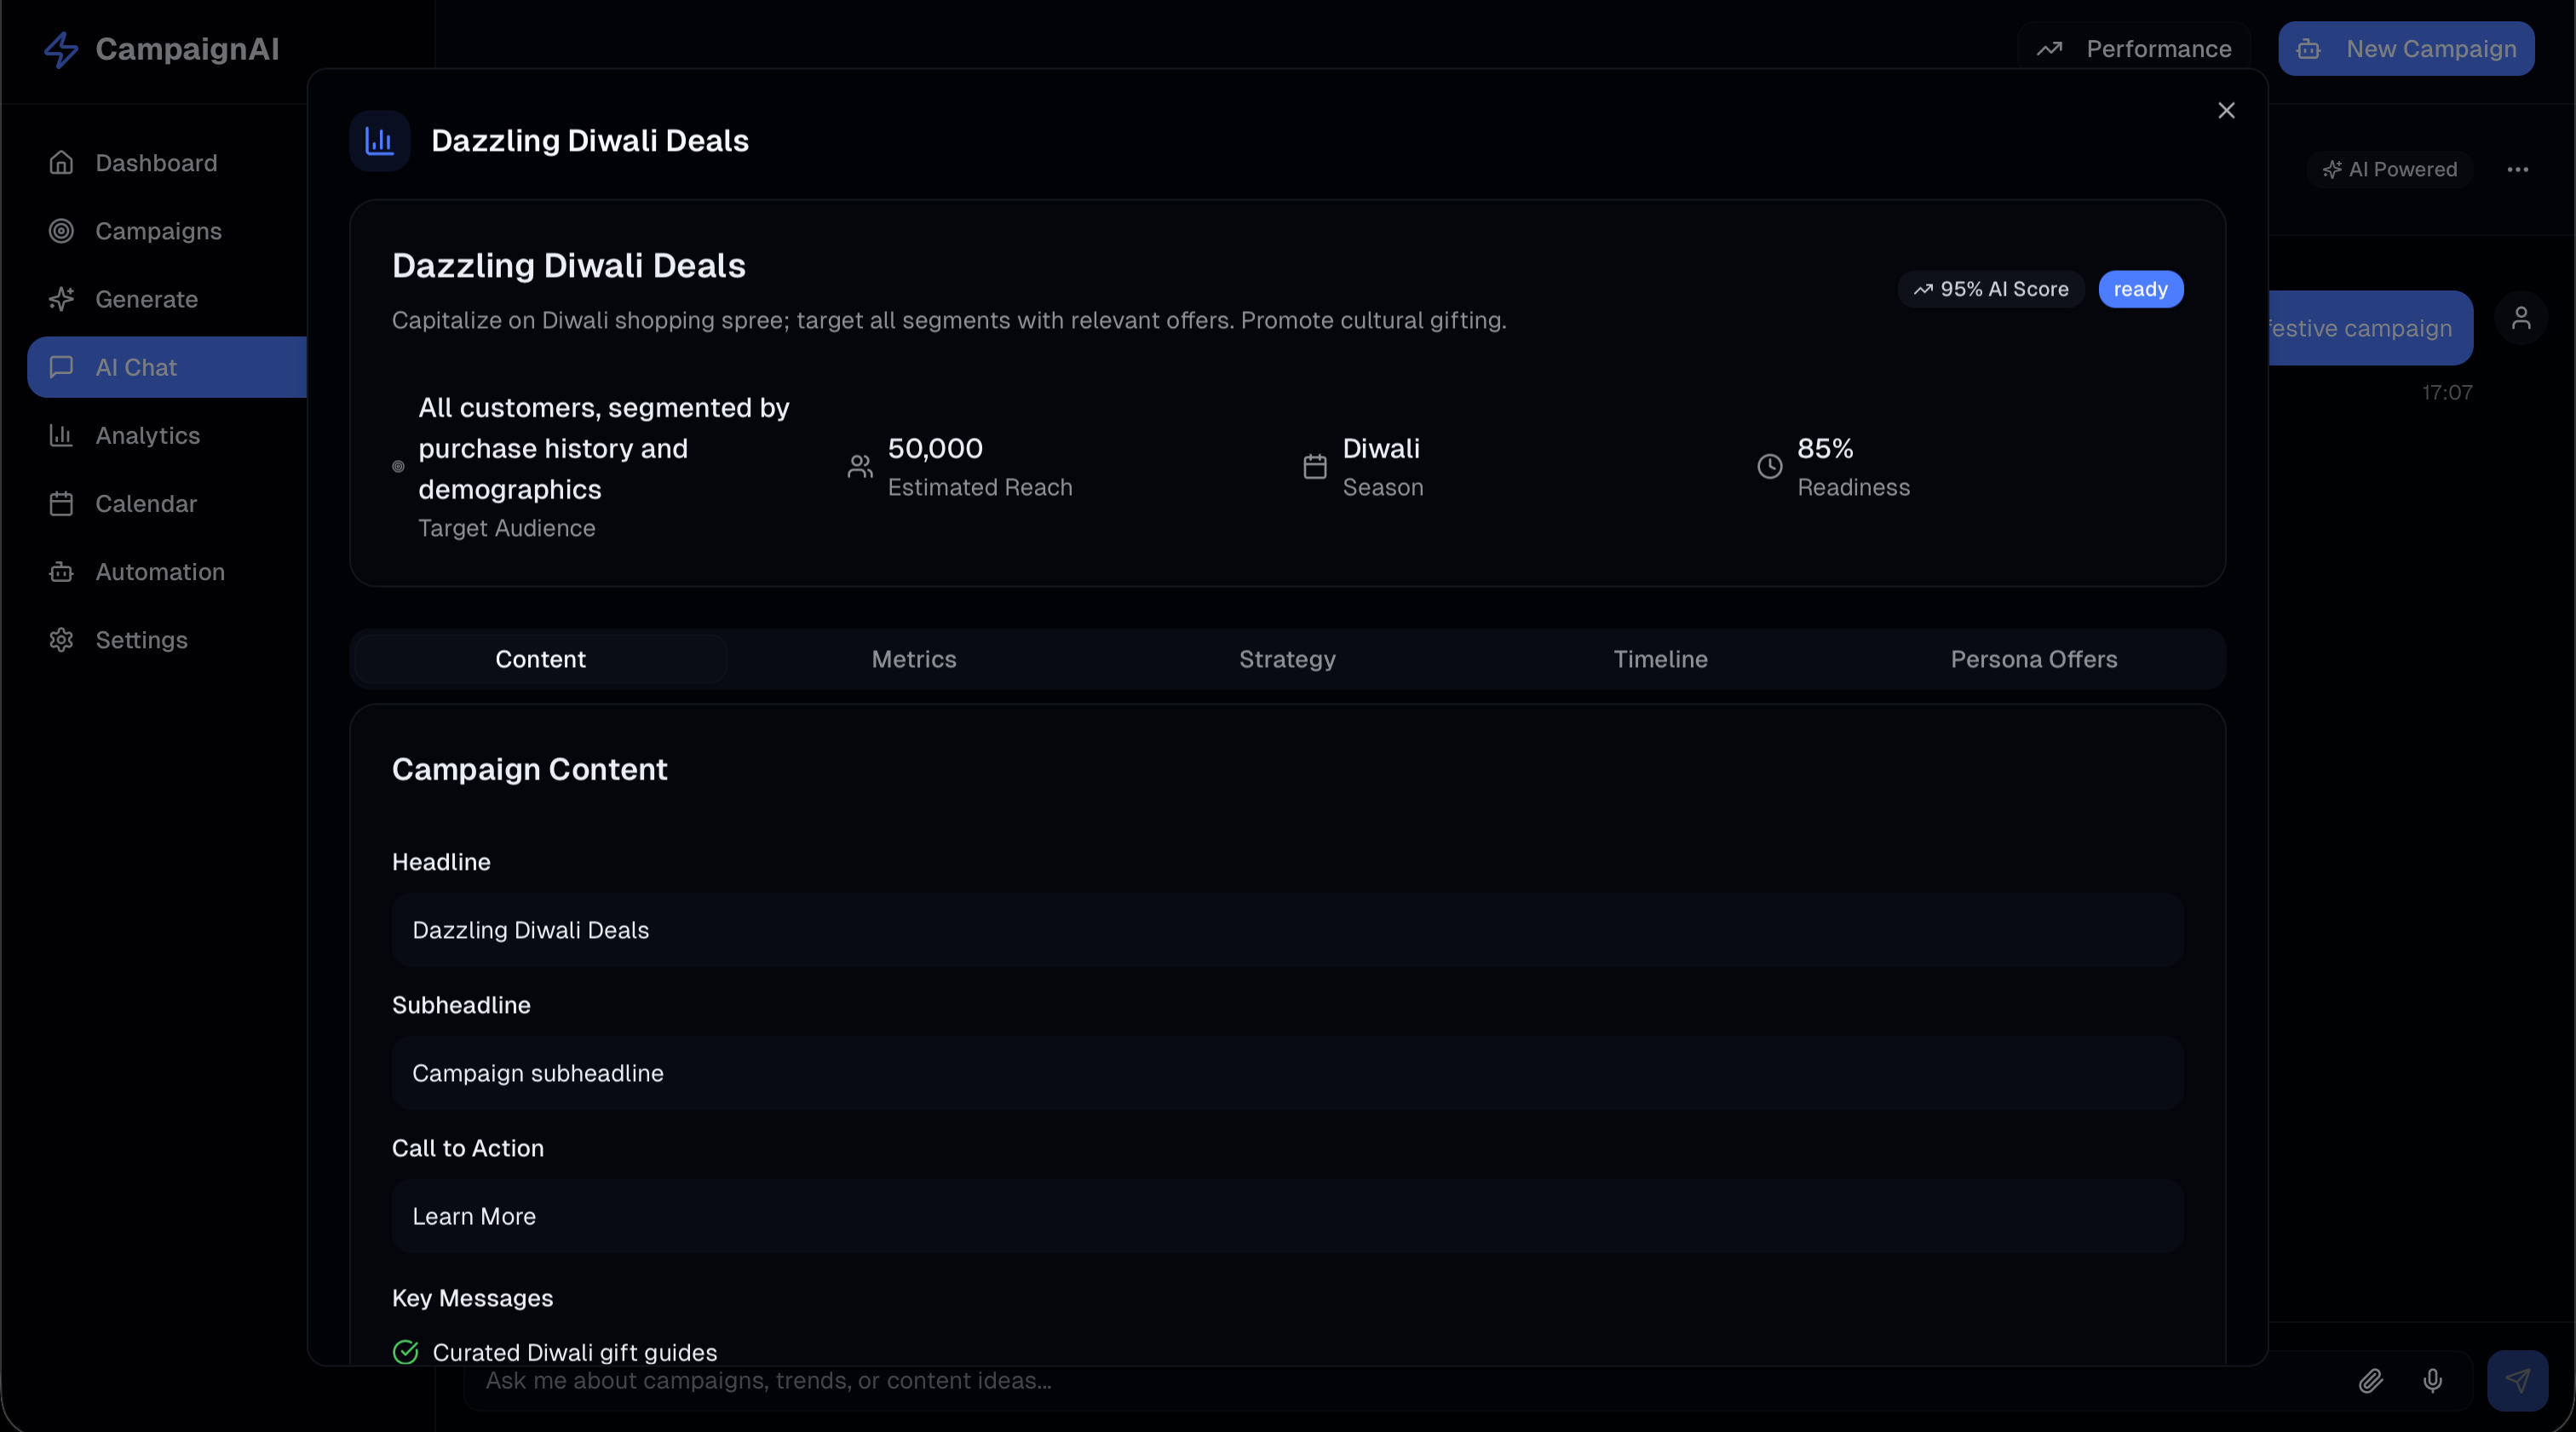 CampaignAI
Performance
New Campaign
Dashboard
Campaigns
Generate
AI Chat
Analytics
Calendar
Automation
Settings
AI Powered
festive campaign
17:07
Dazzling Diwali Deals
Dazzling Diwali Deals
Capitalize on Diwali shopping spree; target all segments with relevant offers. Promote cultural gifting.
95% AI Score
ready
All customers, segmented by
purchase history and
demographics
Target Audience
50,000
Estimated Reach
Diwali
Season
85%
Readiness
Content
Metrics
Strategy
Timeline
Persona Offers
Campaign Content
Headline
Dazzling Diwali Deals
Subheadline
Campaign subheadline
Call to Action
Learn More
Key Messages
Curated Diwali gift guides
Ask me about campaigns, trends, or content ideas...